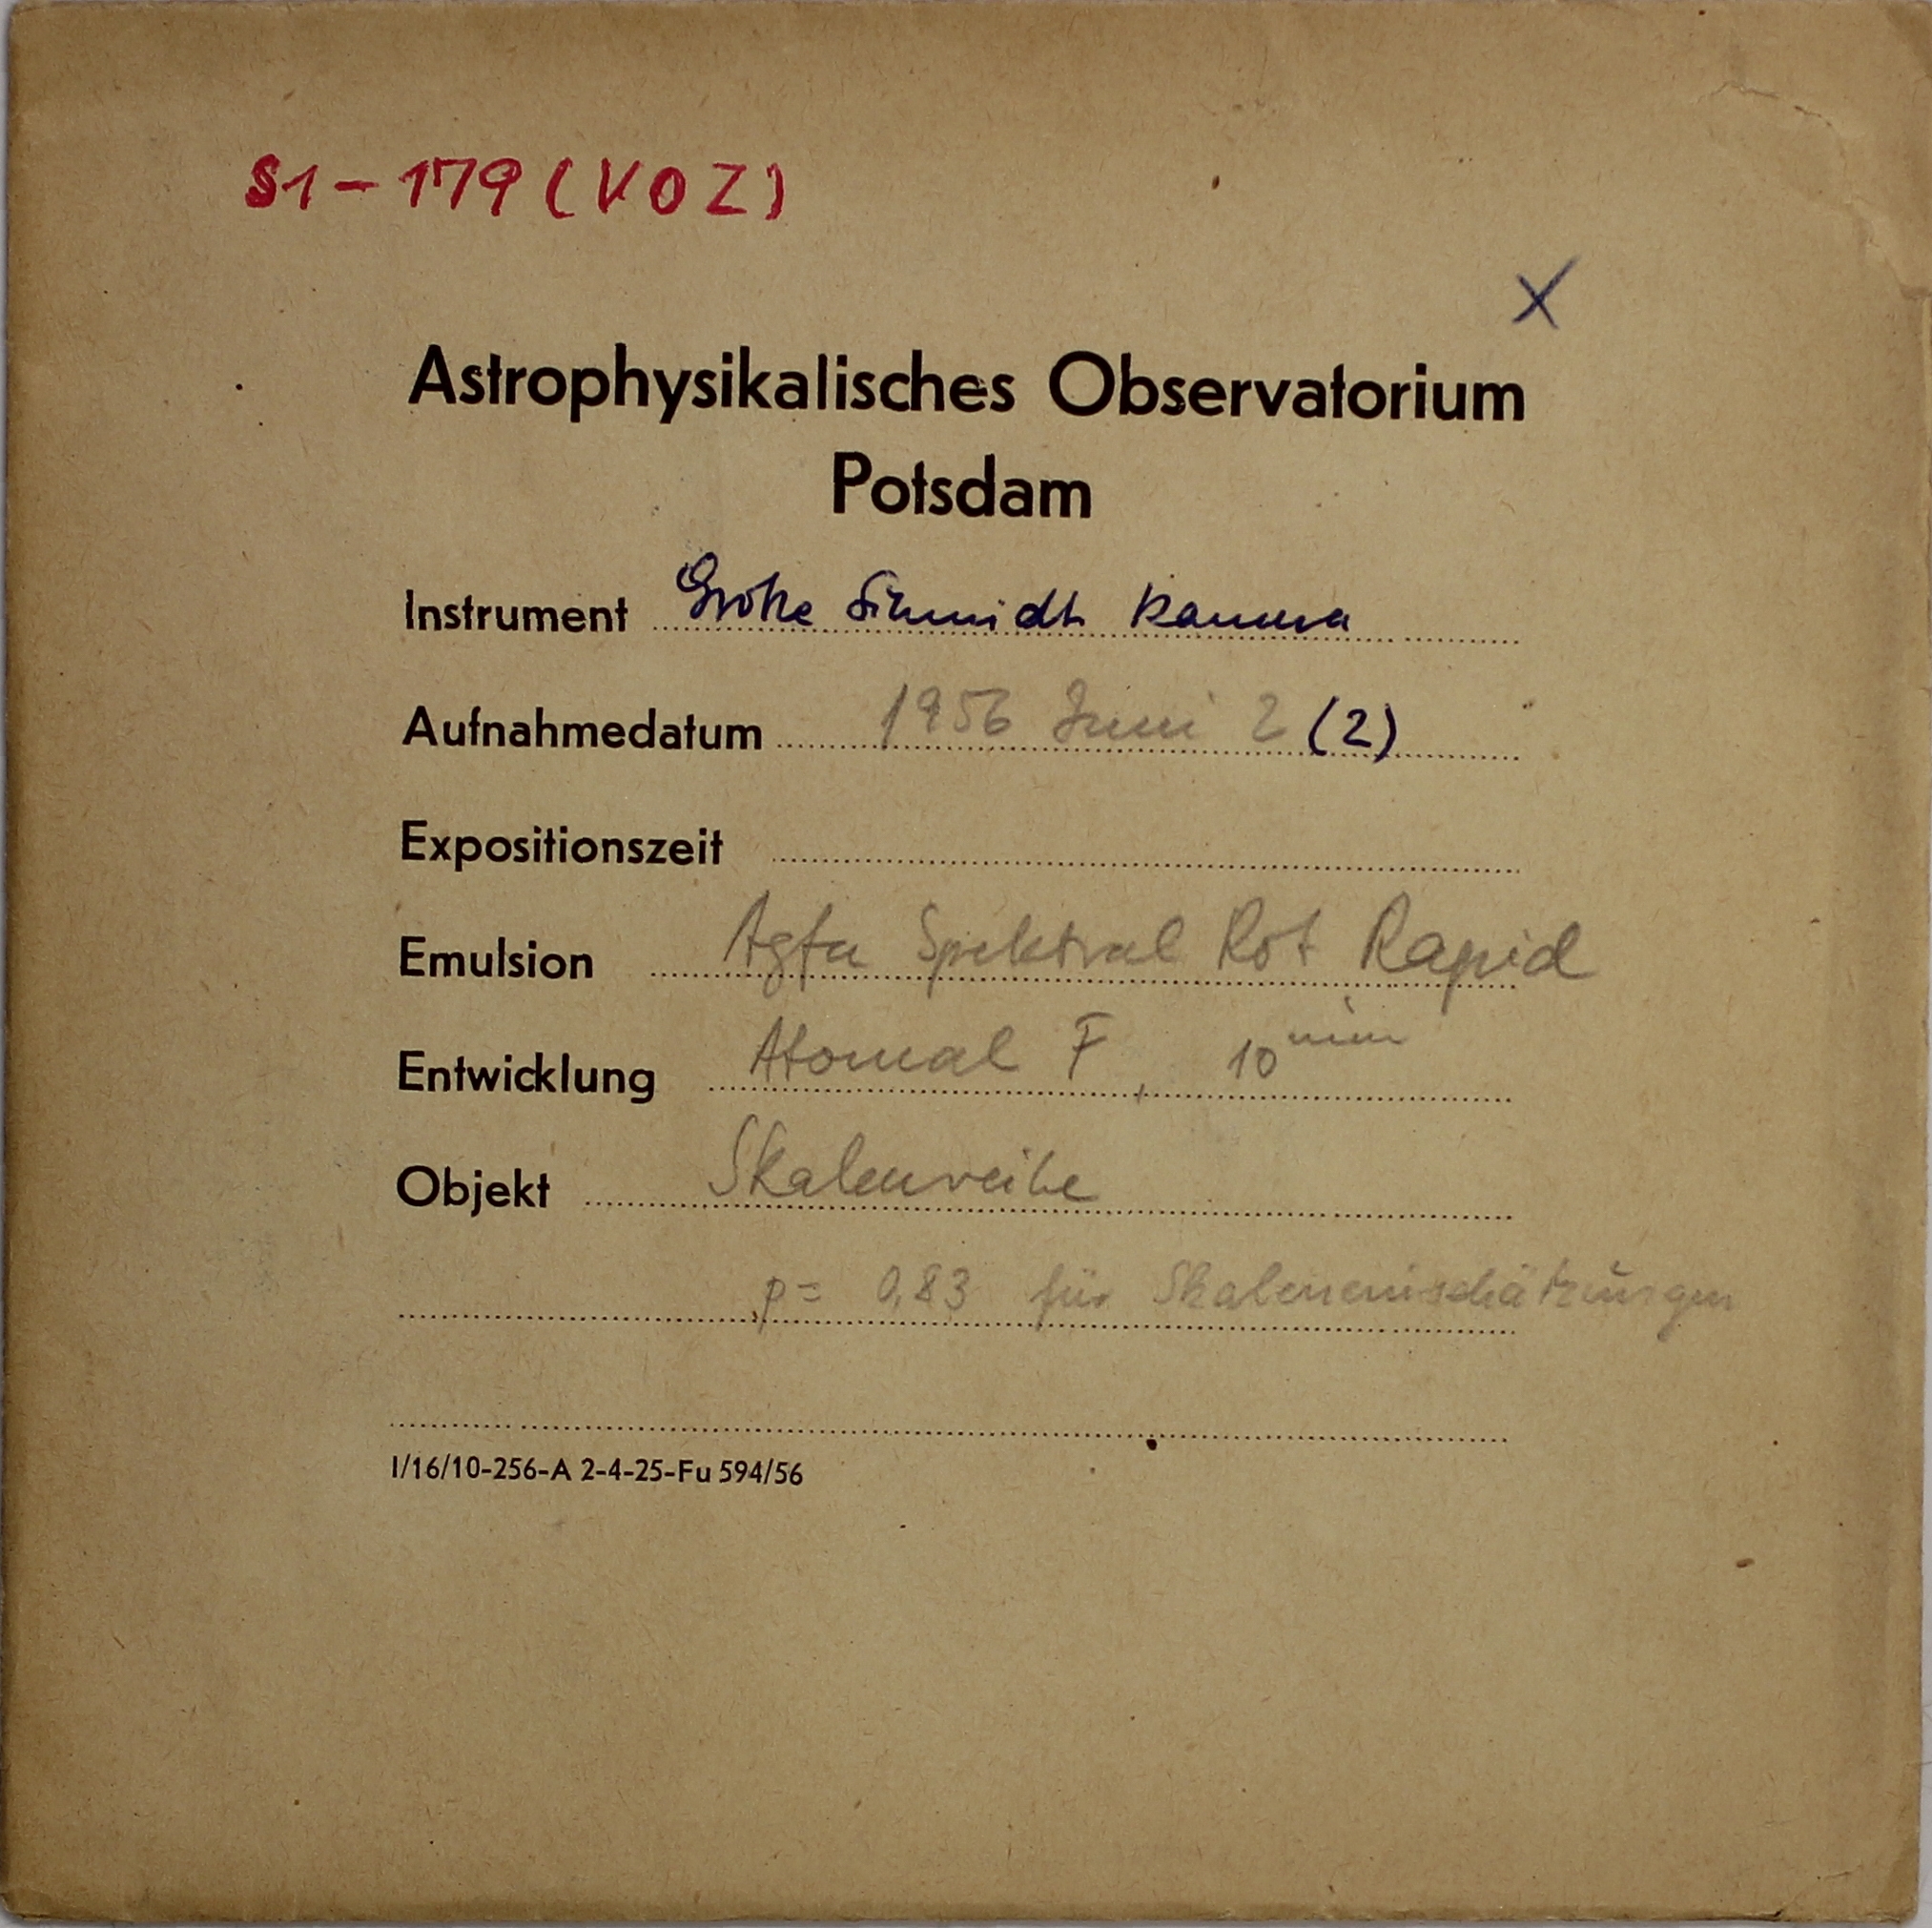 S1-179 (VOZ)
X
Astrophysikalisches Observatorium
Potsdam
Instrument Große Schmidt Kamera
Aufnahmedatum 1956 Juni 2 (2)
Expositionszeit
Emulsion Agfa Spektral Rot Rapid
Entwicklung Atomal F, 10 min
Objekt Skalenreihe
p= 0,83 für
I/16/10-256-A 2-4-25-Fu 594/56